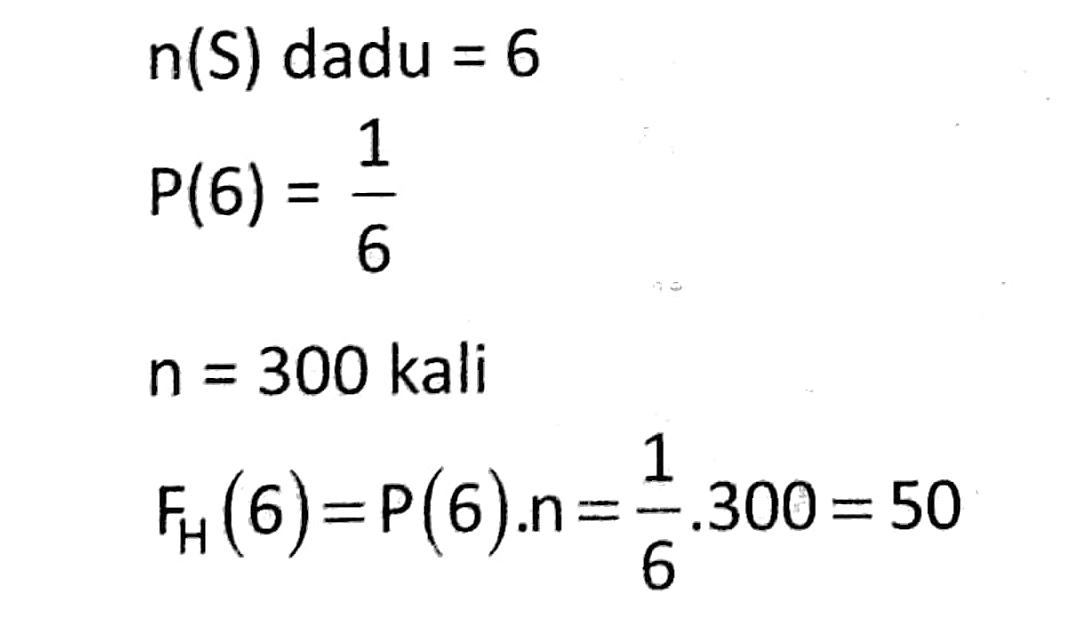 n(S) dadu = 6
P(6) = 1/6
n = 300 kali
F_H(6)=P(6).n=1/6.300=50